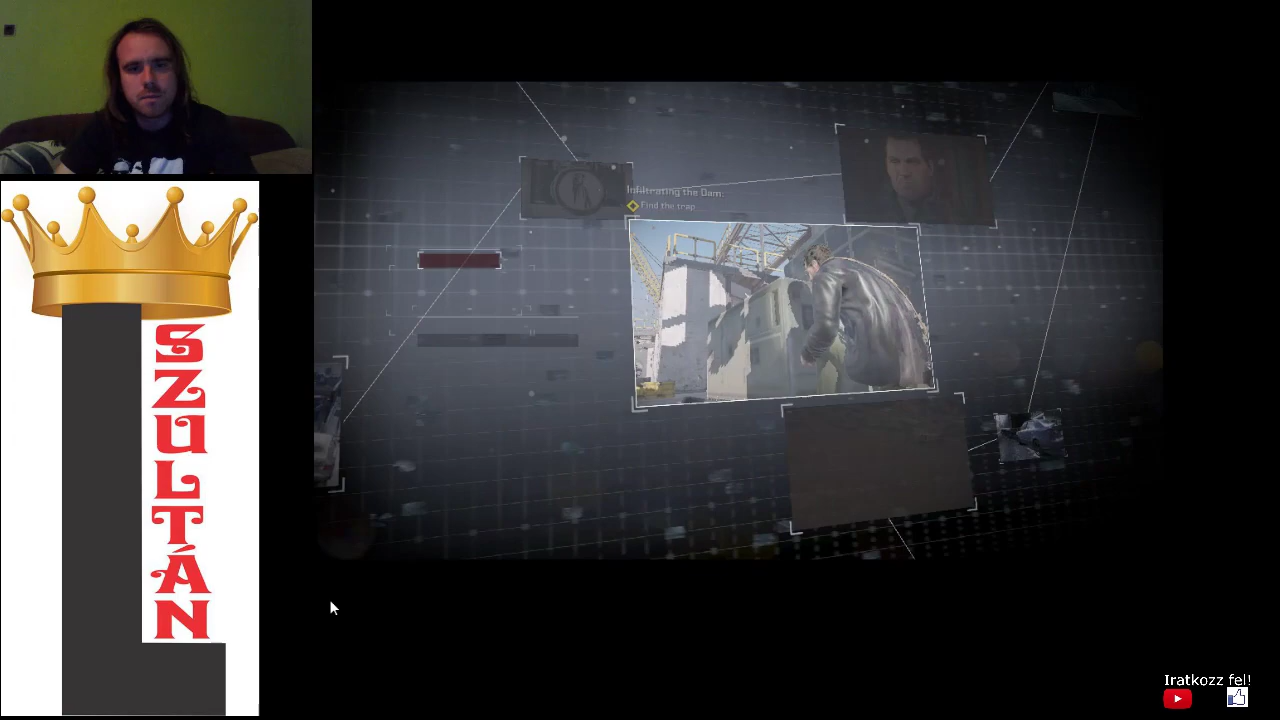 L
SZULTÁN
Infiltrating the Dam:
Find the trap
Iratkozz fel!